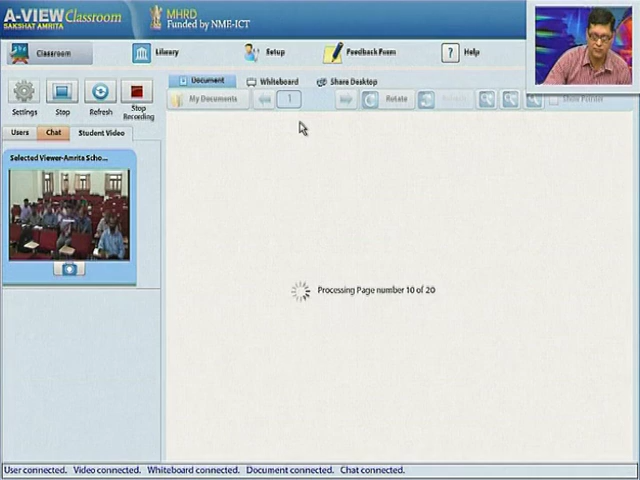 A-VIEW Classroom
SAKSHAT AMRITA
MHRD
Funded by NME-ICT
Classroom
Library
Setup
Feedback Form
Help
Settings
Stop
Refresh
Stop Recording
Document
Whiteboard
Share Desktop
My Documents
1
Rotate
Show Pointer
Users
Chat
Student Video
Selected Viewer-Amrita Scho...
Processing Page number 10 of 20
User connected. Video connected. Whiteboard connected. Document connected. Chat connected.